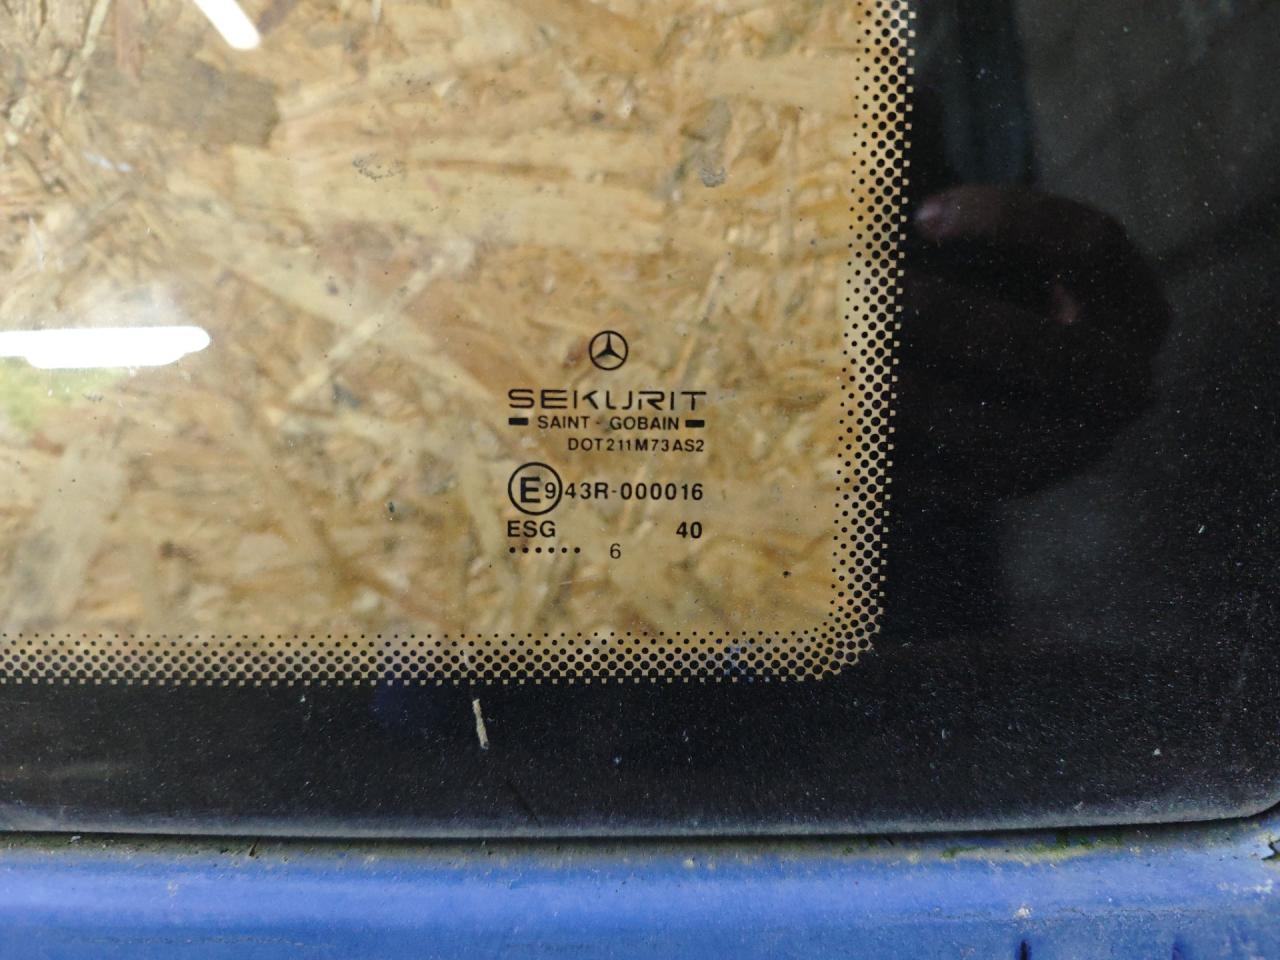 SEKURIT
SAINT - GOBAIN
DOT211M73AS2
E9 43R-000016
ESG 40
...... 6